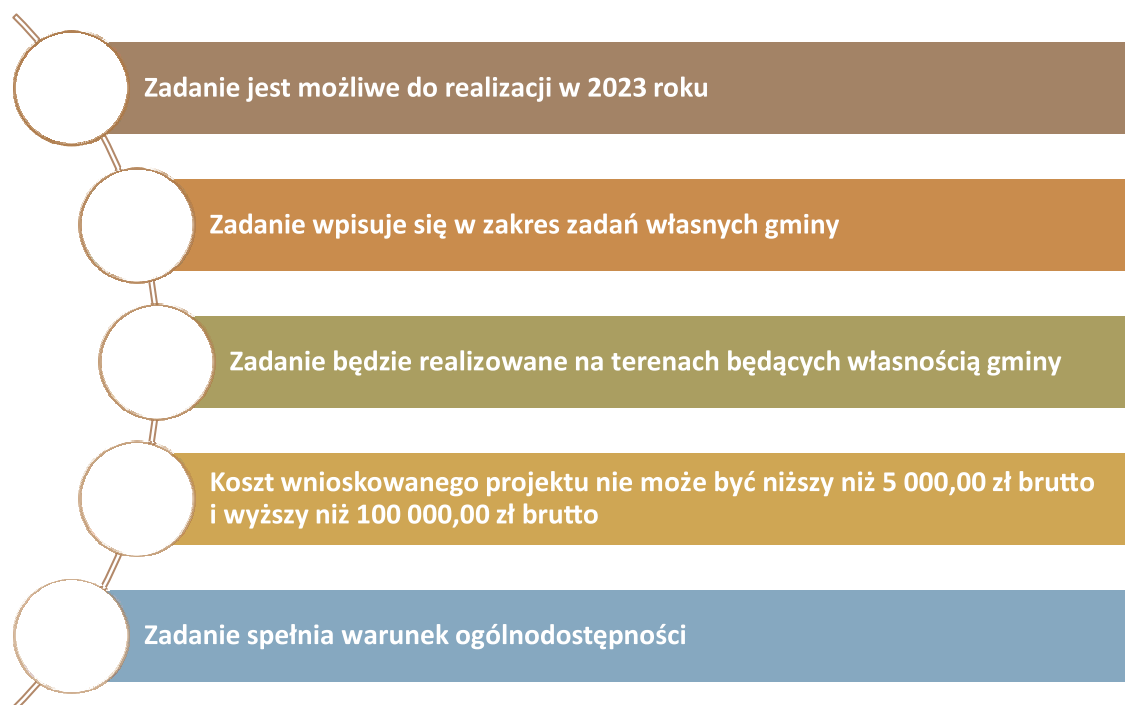 Zadanie jest możliwe do realizacji w 2023 roku
Zadanie wpisuje się w zakres zadań własnych gminy
Zadanie będzie realizowane na terenach będących własnością gminy
Koszt wnioskowanego projektu nie może być niższy niż 5 000,00 zł brutto
i wyższy niż 100 000,00 zł brutto
Zadanie spełnia warunek ogólnodostępności